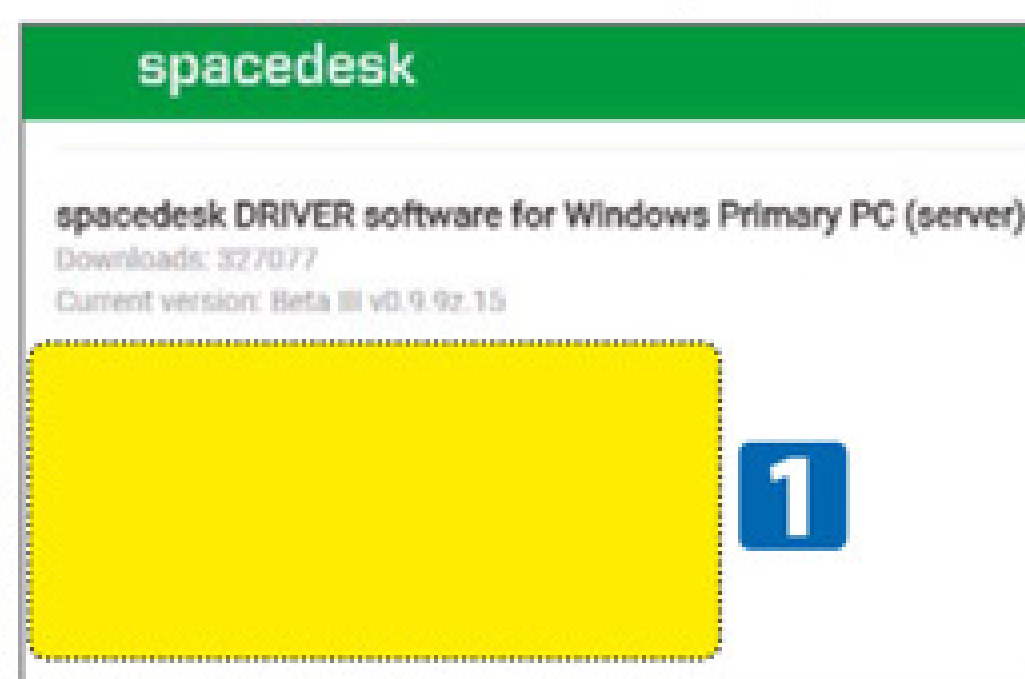 spacedesk
spacedesk DRIVER software for Windows Primary PC (server)
Downloads: 327077
Current version: Beta III v0.9.9z.15
1